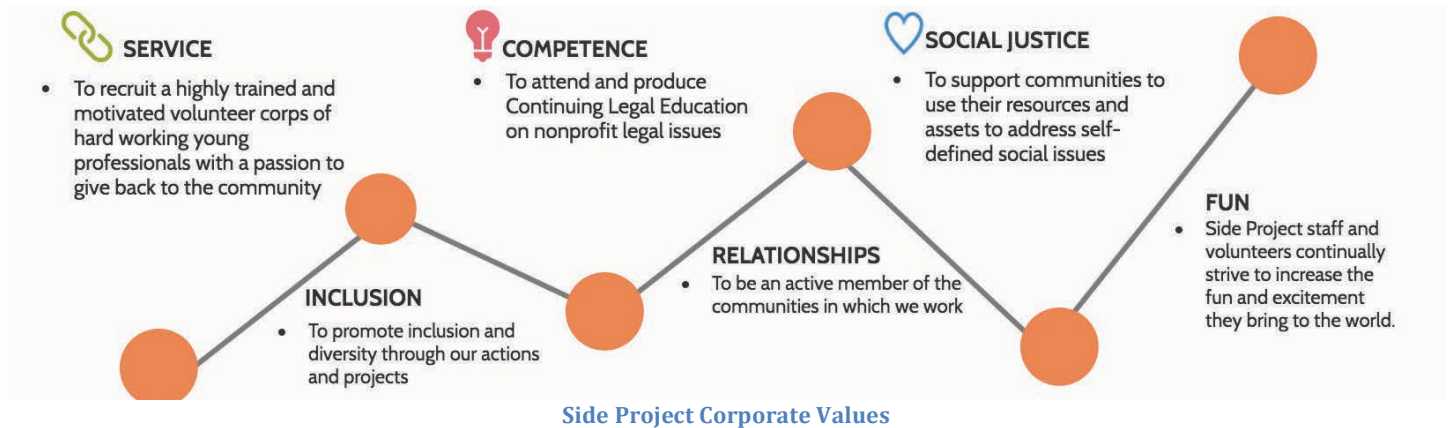 SERVICE
• To recruit a highly trained and
motivated volunteer corps of
hard working young
professionals with a passion to
give back to the community
INCLUSION
• To promote inclusion and
diversity through our actions
and projects
COMPETENCE
• To attend and produce
Continuing Legal Education
on nonprofit legal issues
RELATIONSHIPS
• To be an active member of the
communities in which we work
SOCIAL JUSTICE
• To support communities to
use their resources and
assets to address self-
defined social issues
FUN
• Side Project staff and
volunteers continually
strive to increase the
fun and excitement
they bring to the world.
Side Project Corporate Values